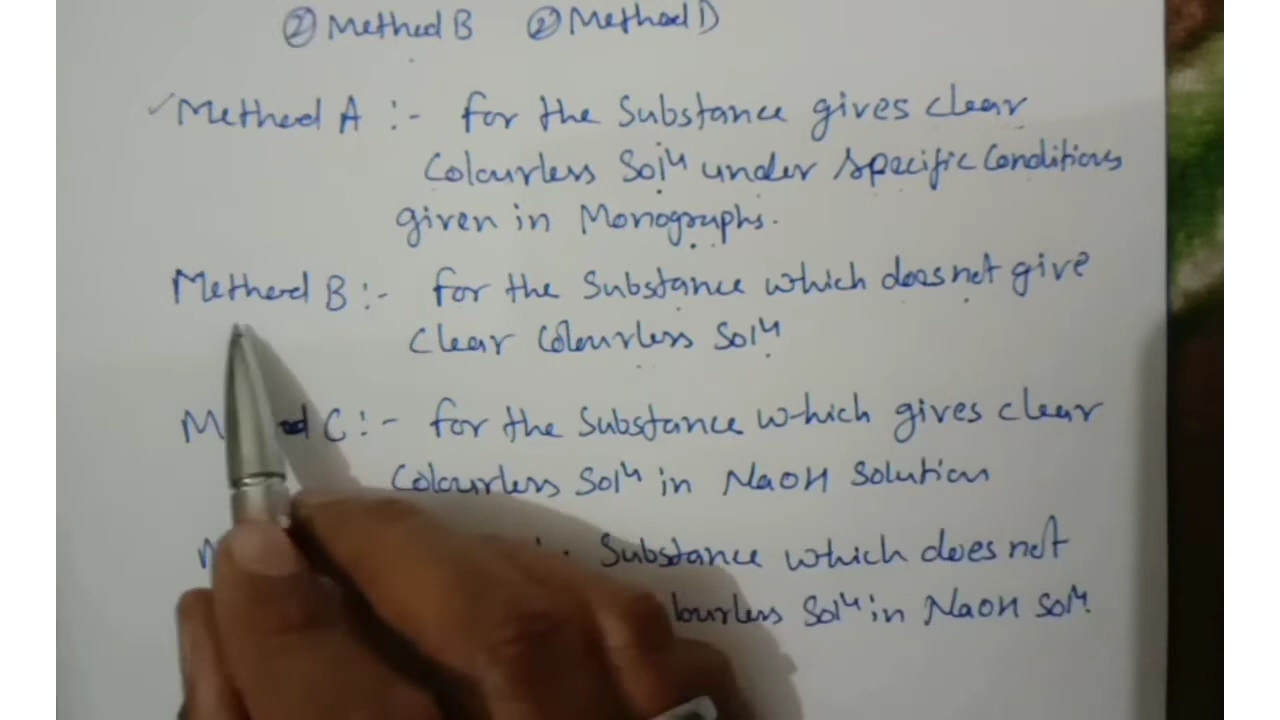 ② Method B ② Method D
Method A :- for the Substance gives clear
Colourless Solⁿ under specific Conditions
given in Monographs.
Method B :- for the Substance which does not give
Clear Colourless Solⁿ
C :- for the Substance which gives clear
Colourless Solⁿ in NaOH Solution
Substance which does not
lourless Solⁿ in NaOH Solⁿ.